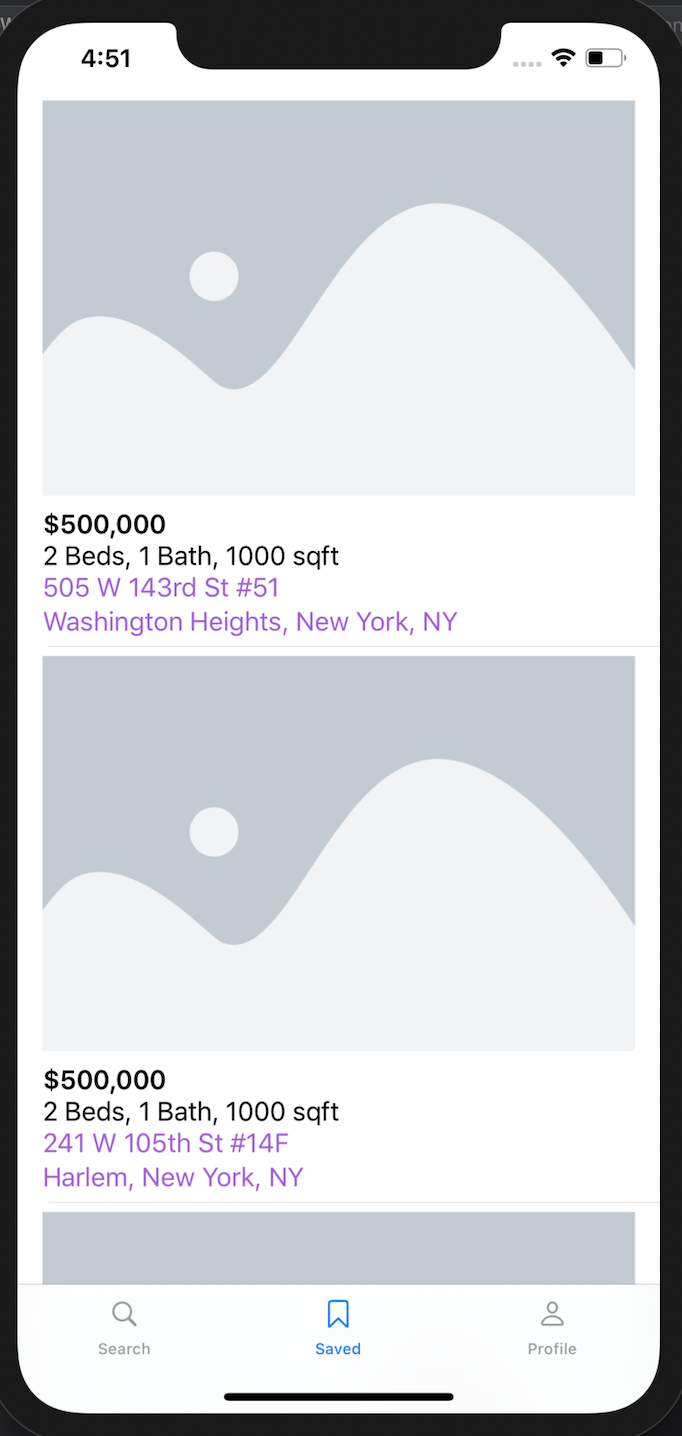 4:51
$500,000
2 Beds, 1 Bath, 1000 sqft
505 W 143rd St #51
Washington Heights, New York, NY
$500,000
2 Beds, 1 Bath, 1000 sqft
241 W 105th St #14F
Harlem, New York, NY
Search
Saved
Profile